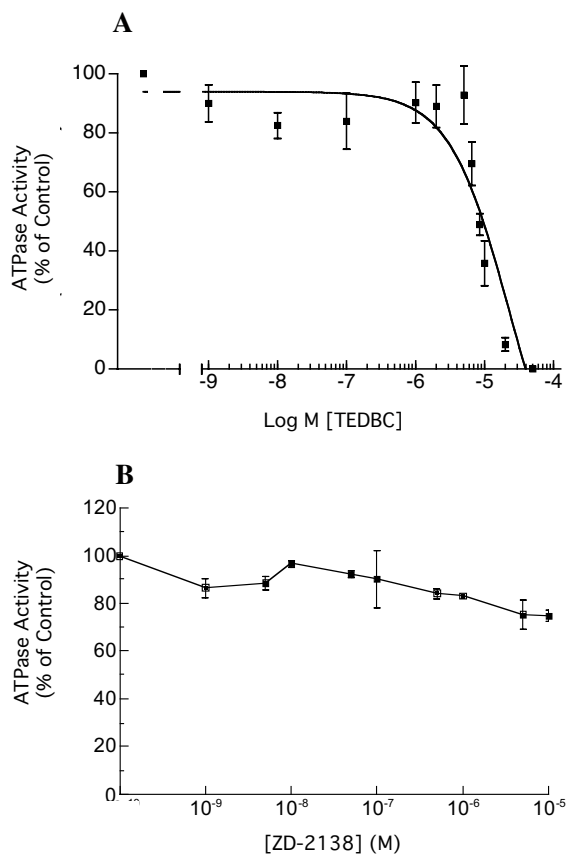 A
100
80
60
40
20
0
ATPase Activity
(% of Control)
-9 -8 -7 -6 -5 -4
Log M [TEDBC]
B
120
100
80
60
40
20
0
ATPase Activity
(% of Control)
10-9 10-8 10-7 10-6 10-5
[ZD-2138] (M)